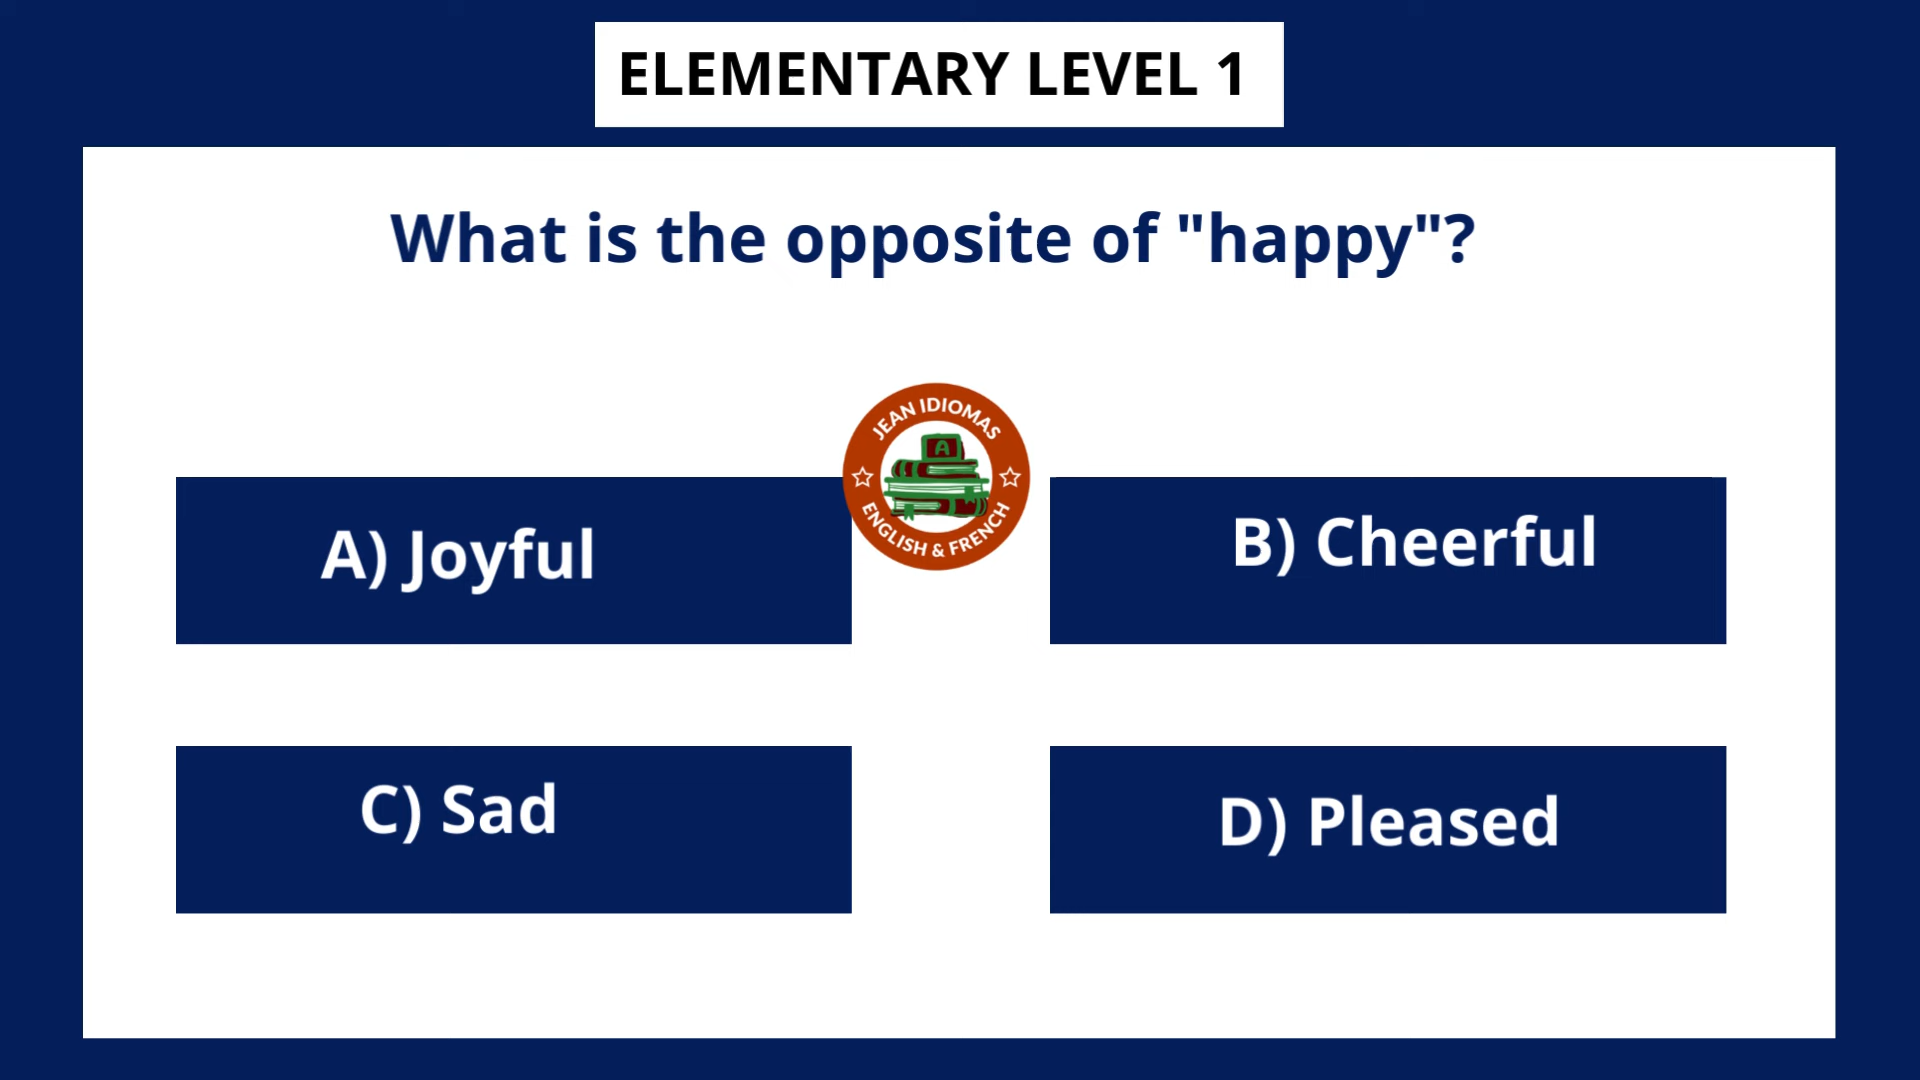 ELEMENTARY LEVEL 1
What is the opposite of "happy"?
JEAN IDIOMAS
A
ENGLISH & FRENCH
A) Joyful
B) Cheerful
C) Sad
D) Pleased